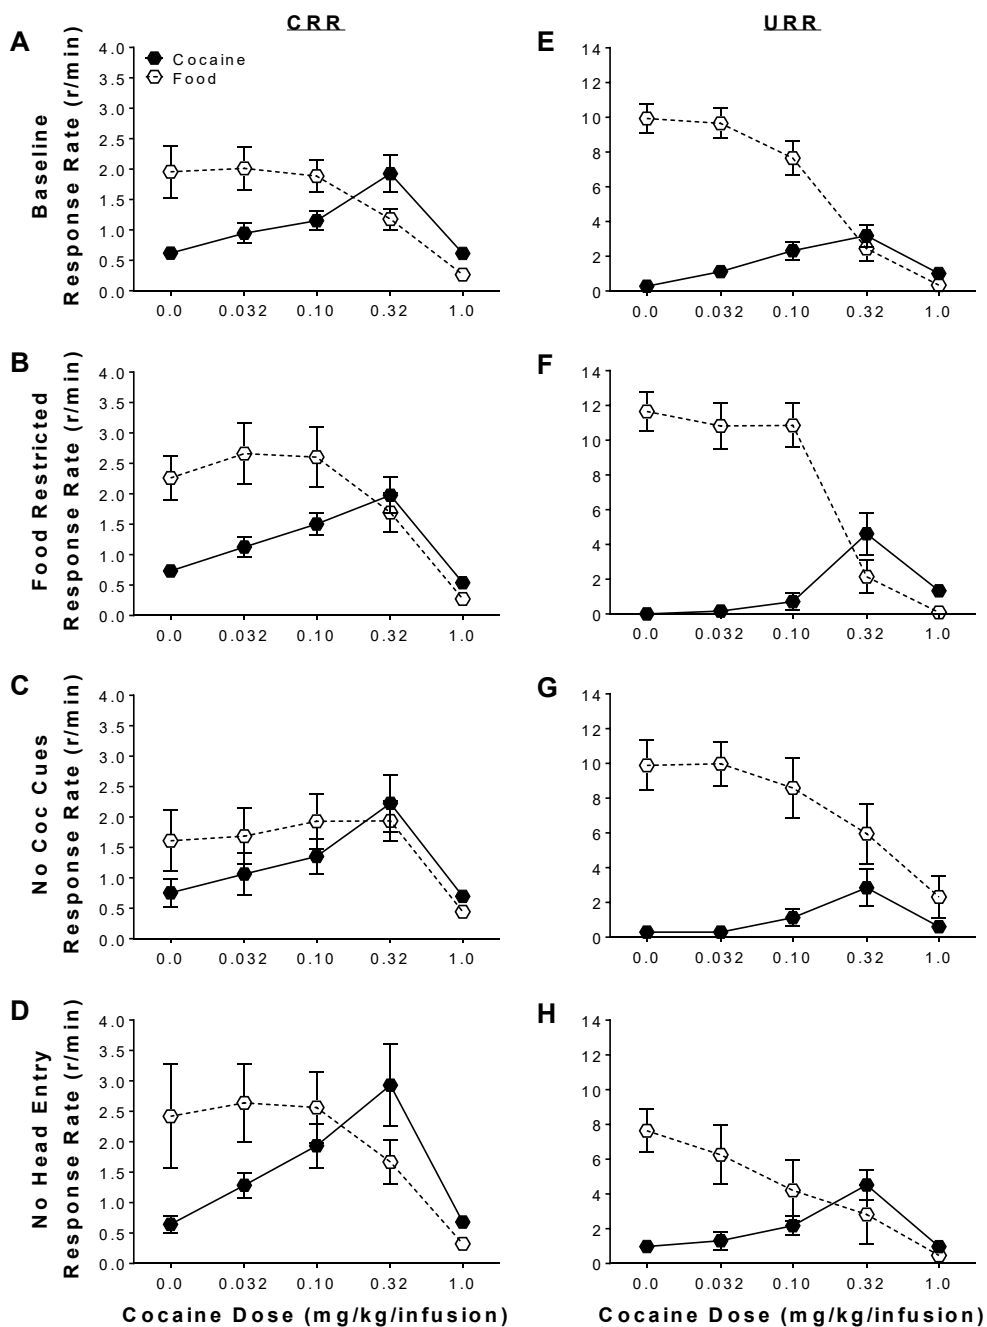 CRR
URR
A
Baseline
Response Rate (r/min)
4.0
3.5
3.0
2.5
2.0
1.5
1.0
0.5
0.0
Cocaine
Food
0.0 0.032 0.10 0.32 1.0
E
14
12
10
8
6
4
2
0
0.0 0.032 0.10 0.32 1.0
B
Food Restricted
Response Rate (r/min)
4.0
3.5
3.0
2.5
2.0
1.5
1.0
0.5
0.0
0.0 0.032 0.10 0.32 1.0
F
14
12
10
8
6
4
2
0
0.0 0.032 0.10 0.32 1.0
C
No Coc Cues
Response Rate (r/min)
4.0
3.5
3.0
2.5
2.0
1.5
1.0
0.5
0.0
0.0 0.032 0.10 0.32 1.0
G
14
12
10
8
6
4
2
0
0.0 0.032 0.10 0.32 1.0
D
No Head Entry
Response Rate (r/min)
4.0
3.5
3.0
2.5
2.0
1.5
1.0
0.5
0.0
0.0 0.032 0.10 0.32 1.0
Cocaine Dose (mg/kg/infusion)
H
14
12
10
8
6
4
2
0
0.0 0.032 0.10 0.32 1.0
Cocaine Dose (mg/kg/infusion)